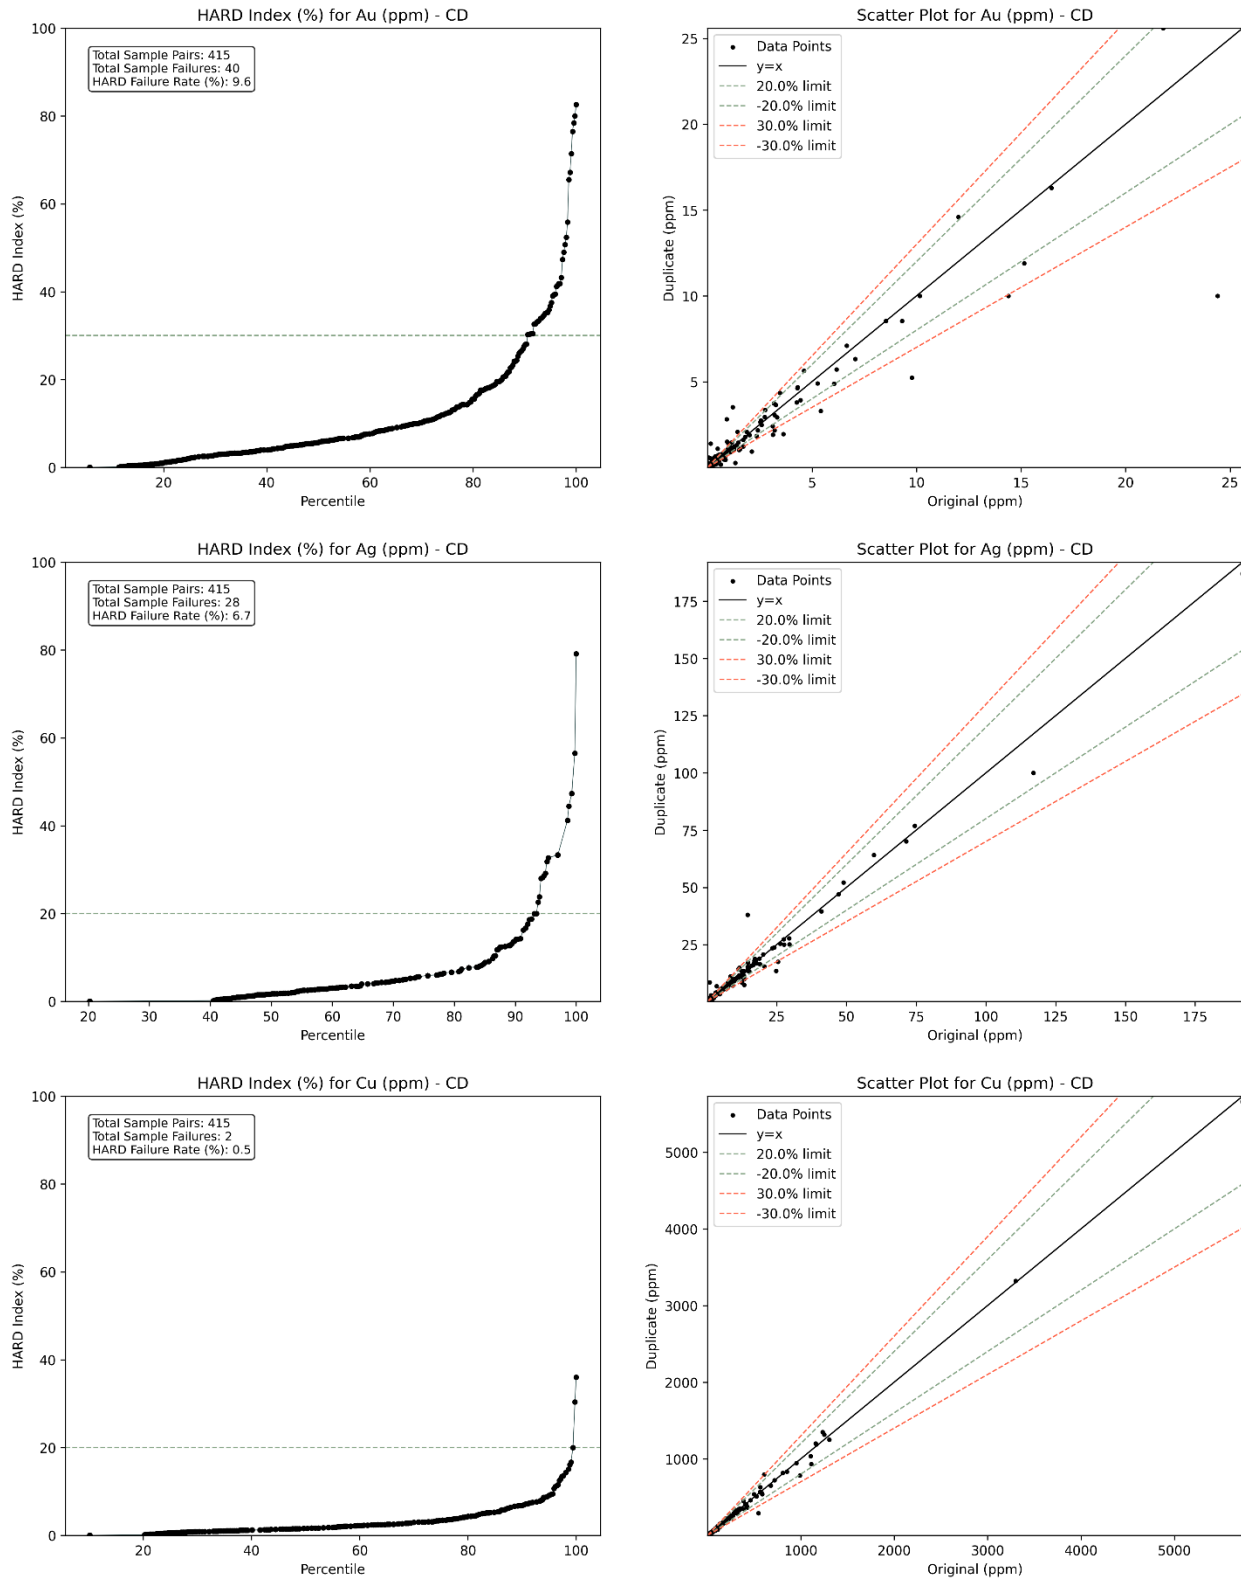 HARD Index (%) for Au (ppm) - CD
100
80
60
40
20
0
HARD Index (%)
Total Sample Pairs: 415
Total Sample Failures: 40
HARD Failure Rate (%): 9.6
20
40
60
80
100
Percentile
Scatter Plot for Au (ppm) - CD
25
20
15
10
5
Duplicate (ppm)
Data Points
y=x
20.0% limit
-20.0% limit
30.0% limit
-30.0% limit
5
10
15
20
25
Original (ppm)
HARD Index (%) for Ag (ppm) - CD
100
80
60
40
20
0
HARD Index (%)
Total Sample Pairs: 415
Total Sample Failures: 28
HARD Failure Rate (%): 6.7
20
30
40
50
60
70
80
90
100
Percentile
Scatter Plot for Ag (ppm) - CD
175
150
125
100
75
50
25
Duplicate (ppm)
Data Points
y=x
20.0% limit
-20.0% limit
30.0% limit
-30.0% limit
25
50
75
100
125
150
175
Original (ppm)
HARD Index (%) for Cu (ppm) - CD
100
80
60
40
20
0
HARD Index (%)
Total Sample Pairs: 415
Total Sample Failures: 2
HARD Failure Rate (%): 0.5
20
40
60
80
100
Percentile
Scatter Plot for Cu (ppm) - CD
5000
4000
3000
2000
1000
Duplicate (ppm)
Data Points
y=x
20.0% limit
-20.0% limit
30.0% limit
-30.0% limit
1000
2000
3000
4000
5000
Original (ppm)